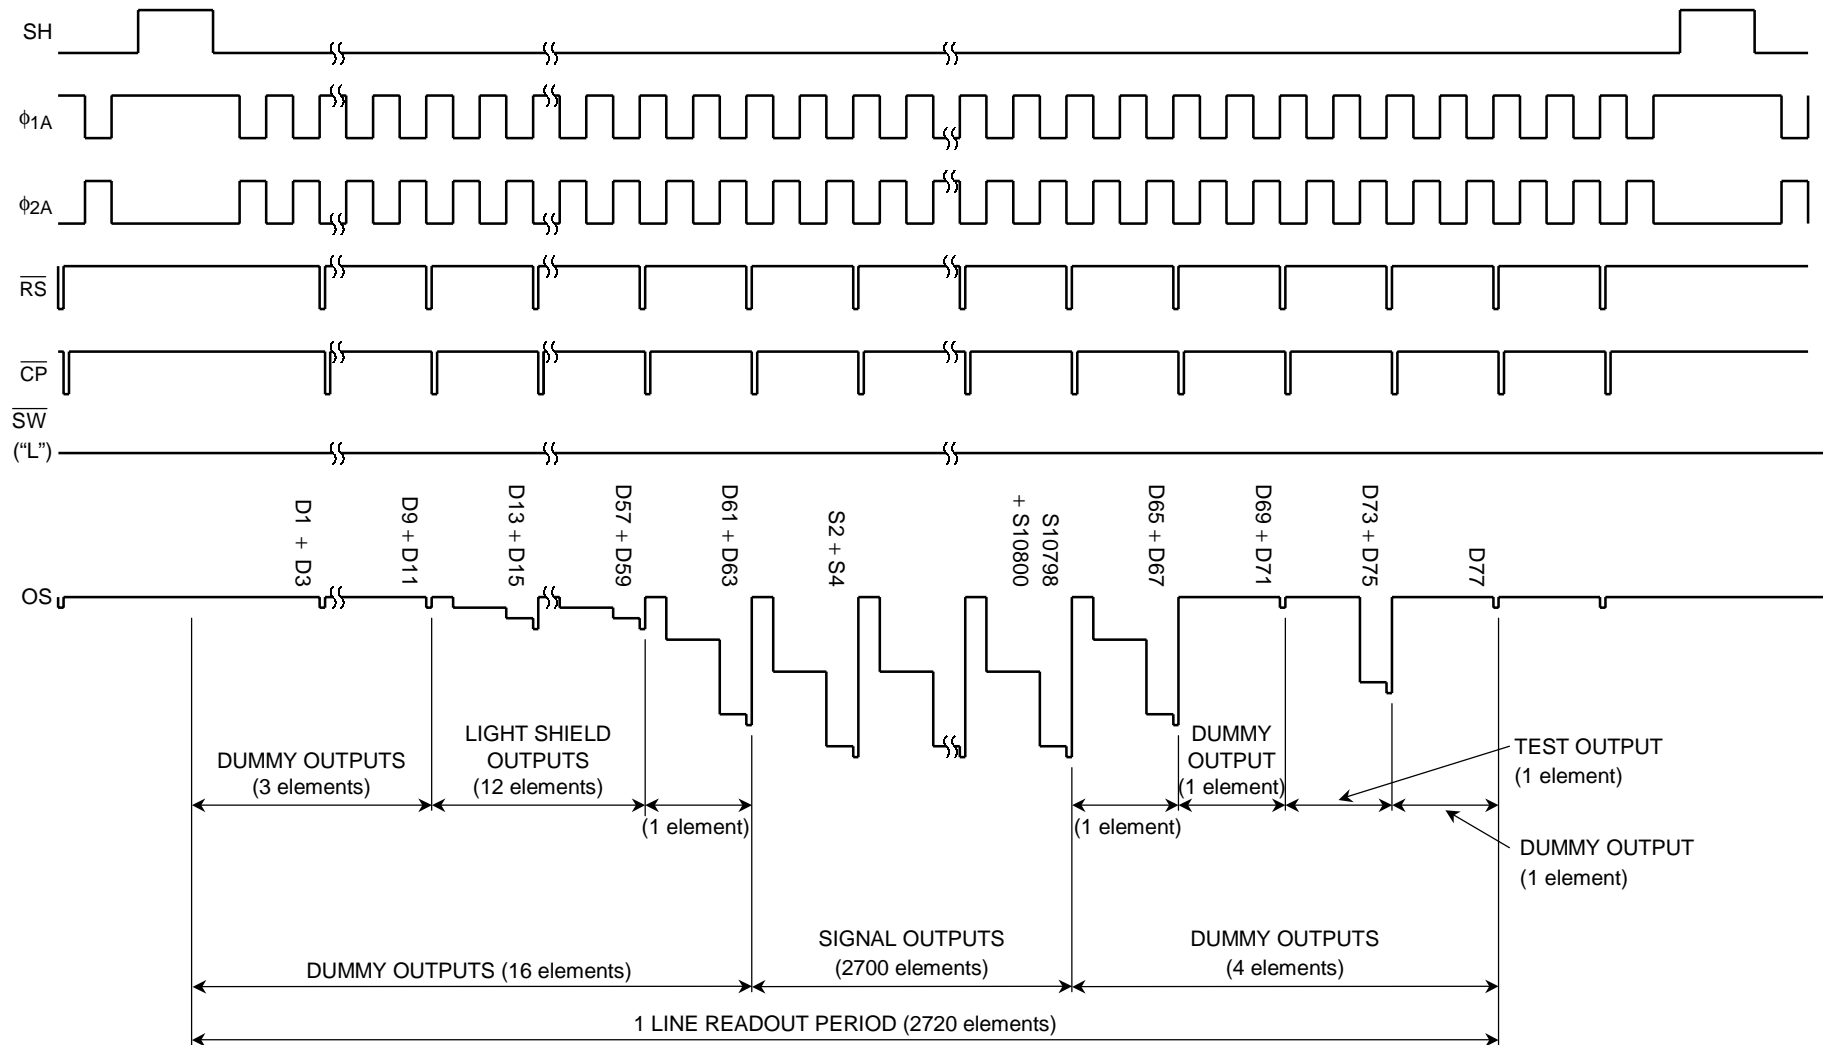 SH
ϕ1A
ϕ2A
RS
CP
SW
(“L”)
OS
D1 + D3
D9 + D11
D13 + D15
D57 + D59
D61 + D63
S2 + S4
S10798
+ S10800
D65 + D67
D69 + D71
D73 + D75
D77
DUMMY OUTPUTS
(3 elements)
LIGHT SHIELD
OUTPUTS
(12 elements)
(1 element)
(1 element)
DUMMY
OUTPUT
(1 element)
TEST OUTPUT
(1 element)
DUMMY OUTPUT
(1 element)
DUMMY OUTPUTS (16 elements)
SIGNAL OUTPUTS
(2700 elements)
DUMMY OUTPUTS
(4 elements)
1 LINE READOUT PERIOD (2720 elements)